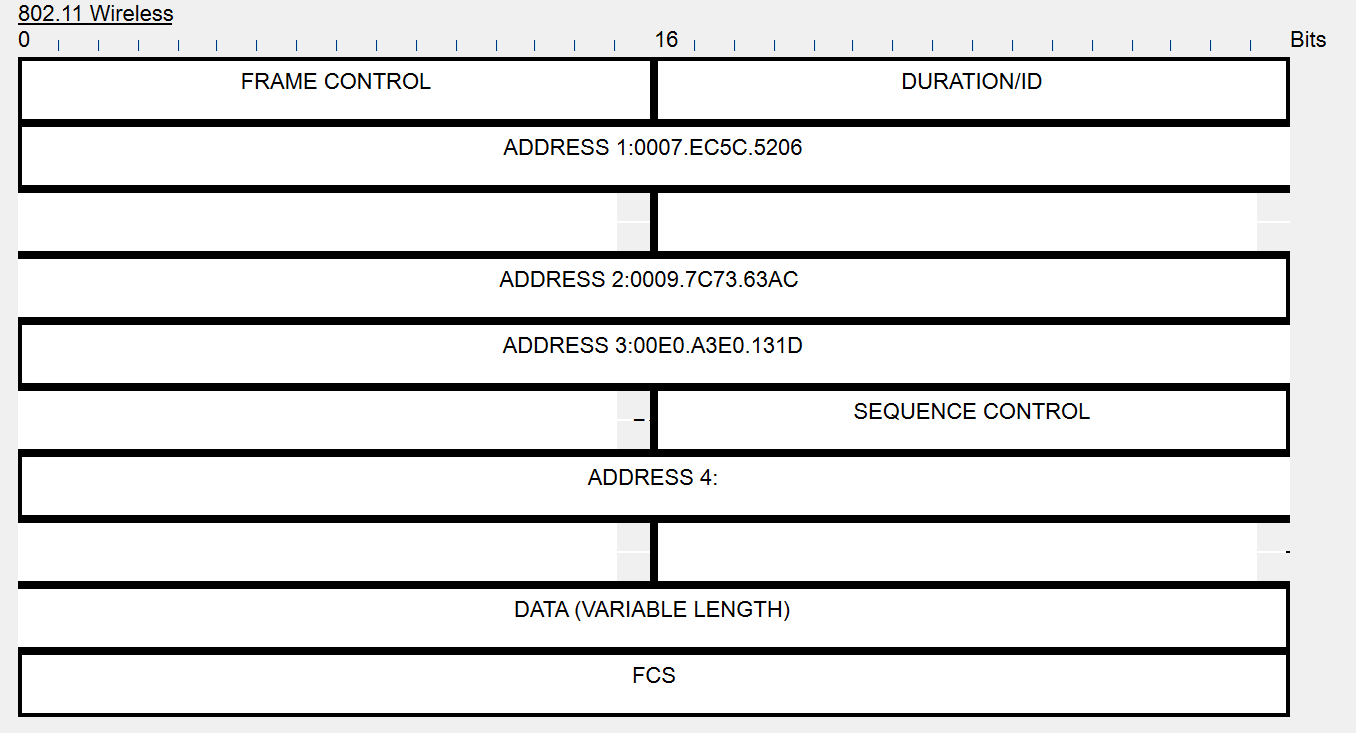 802.11 Wireless
0 16 Bits
FRAME CONTROL DURATION/ID
ADDRESS 1:0007.EC5C.5206
ADDRESS 2:0009.7C73.63AC
ADDRESS 3:00E0.A3E0.131D
SEQUENCE CONTROL
ADDRESS 4:
DATA (VARIABLE LENGTH)
FCS